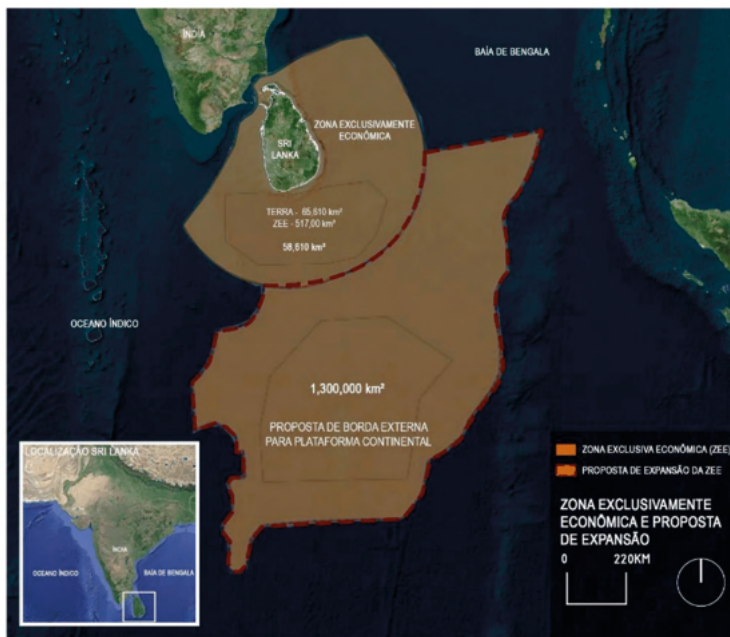 ÍNDIA
BAÍA DE BENGALA
ZONA EXCLUSIVAMENTE
ECONÔMICA
SRI
LANKA
TERRA - 65,610 km²
ZEE - 517,00 km²
58,610 km²
OCEANO ÍNDICO
1,300,000 km²
PROPOSTA DE BORDA EXTERNA
PARA PLATAFORMA CONTINENTAL
LOCALIZAÇÃO SRI LANKA
ÍNDIA
OCEANO ÍNDICO
BAÍA DE BENGALA
ZONA EXCLUSIVA ECONÔMICA (ZEE)
PROPOSTA DE EXPANSÃO DA ZEE
ZONA EXCLUSIVAMENTE
ECONÔMICA E PROPOSTA
DE EXPANSÃO
0 220KM